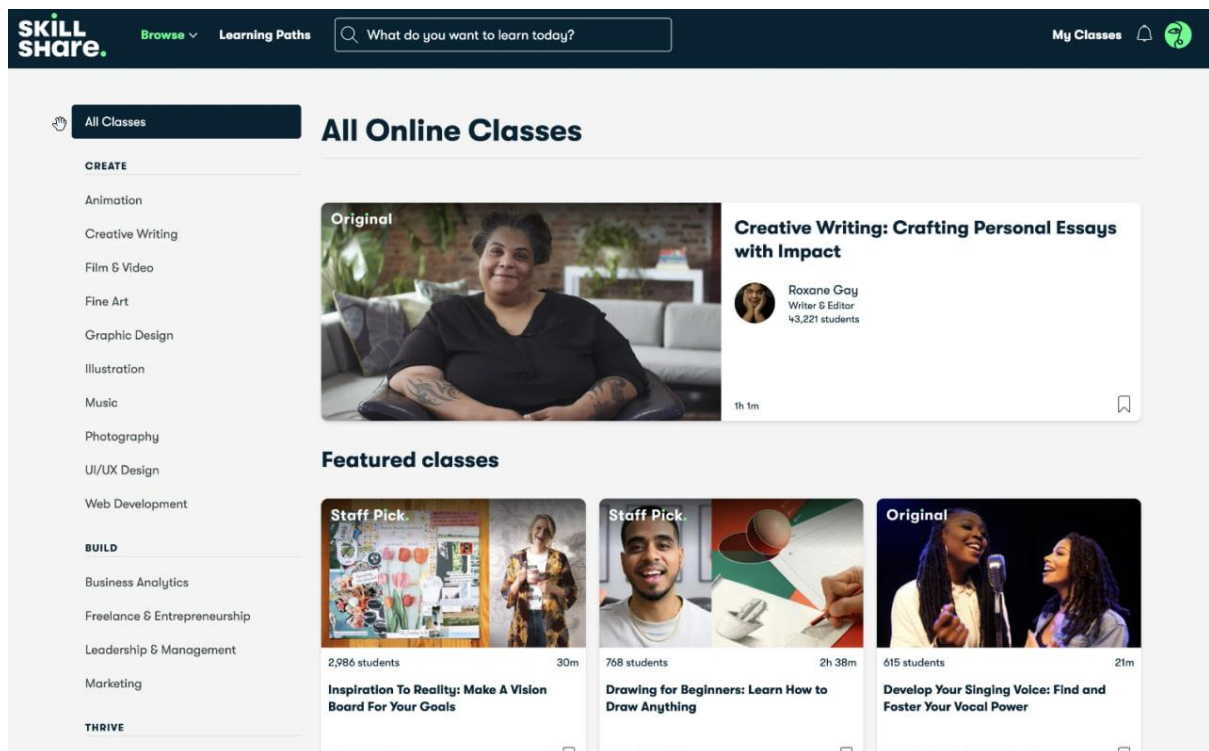 SKILL
SHare.
Browse
Learning Paths
What do you want to learn today?
My Classes
All Classes
CREATE
Animation
Creative Writing
Film & Video
Fine Art
Graphic Design
Illustration
Music
Photography
UI/UX Design
Web Development
BUILD
Business Analytics
Freelance & Entrepreneurship
Leadership & Management
Marketing
THRIVE
All Online Classes
Original
Creative Writing: Crafting Personal Essays
with Impact
Roxane Gay
Writer & Editor
43,221 students
1h 1m
Featured classes
Staff Pick.
2,986 students 30m
Inspiration To Reality: Make A Vision
Board For Your Goals
Staff Pick.
768 students 2h 38m
Drawing for Beginners: Learn How to
Draw Anything
Original
615 students 21m
Develop Your Singing Voice: Find and
Foster Your Vocal Power